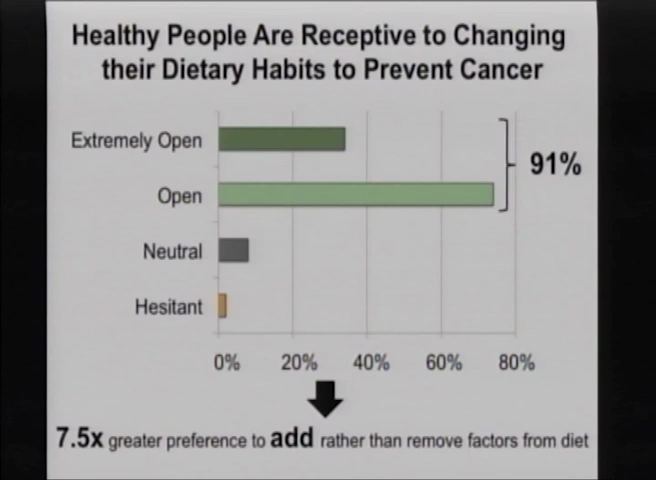 Healthy People Are Receptive to Changing
their Dietary Habits to Prevent Cancer
Extremely Open
Open
91%
Neutral
Hesitant
0% 20% 40% 60% 80%
7.5x greater preference to add rather than remove factors from diet